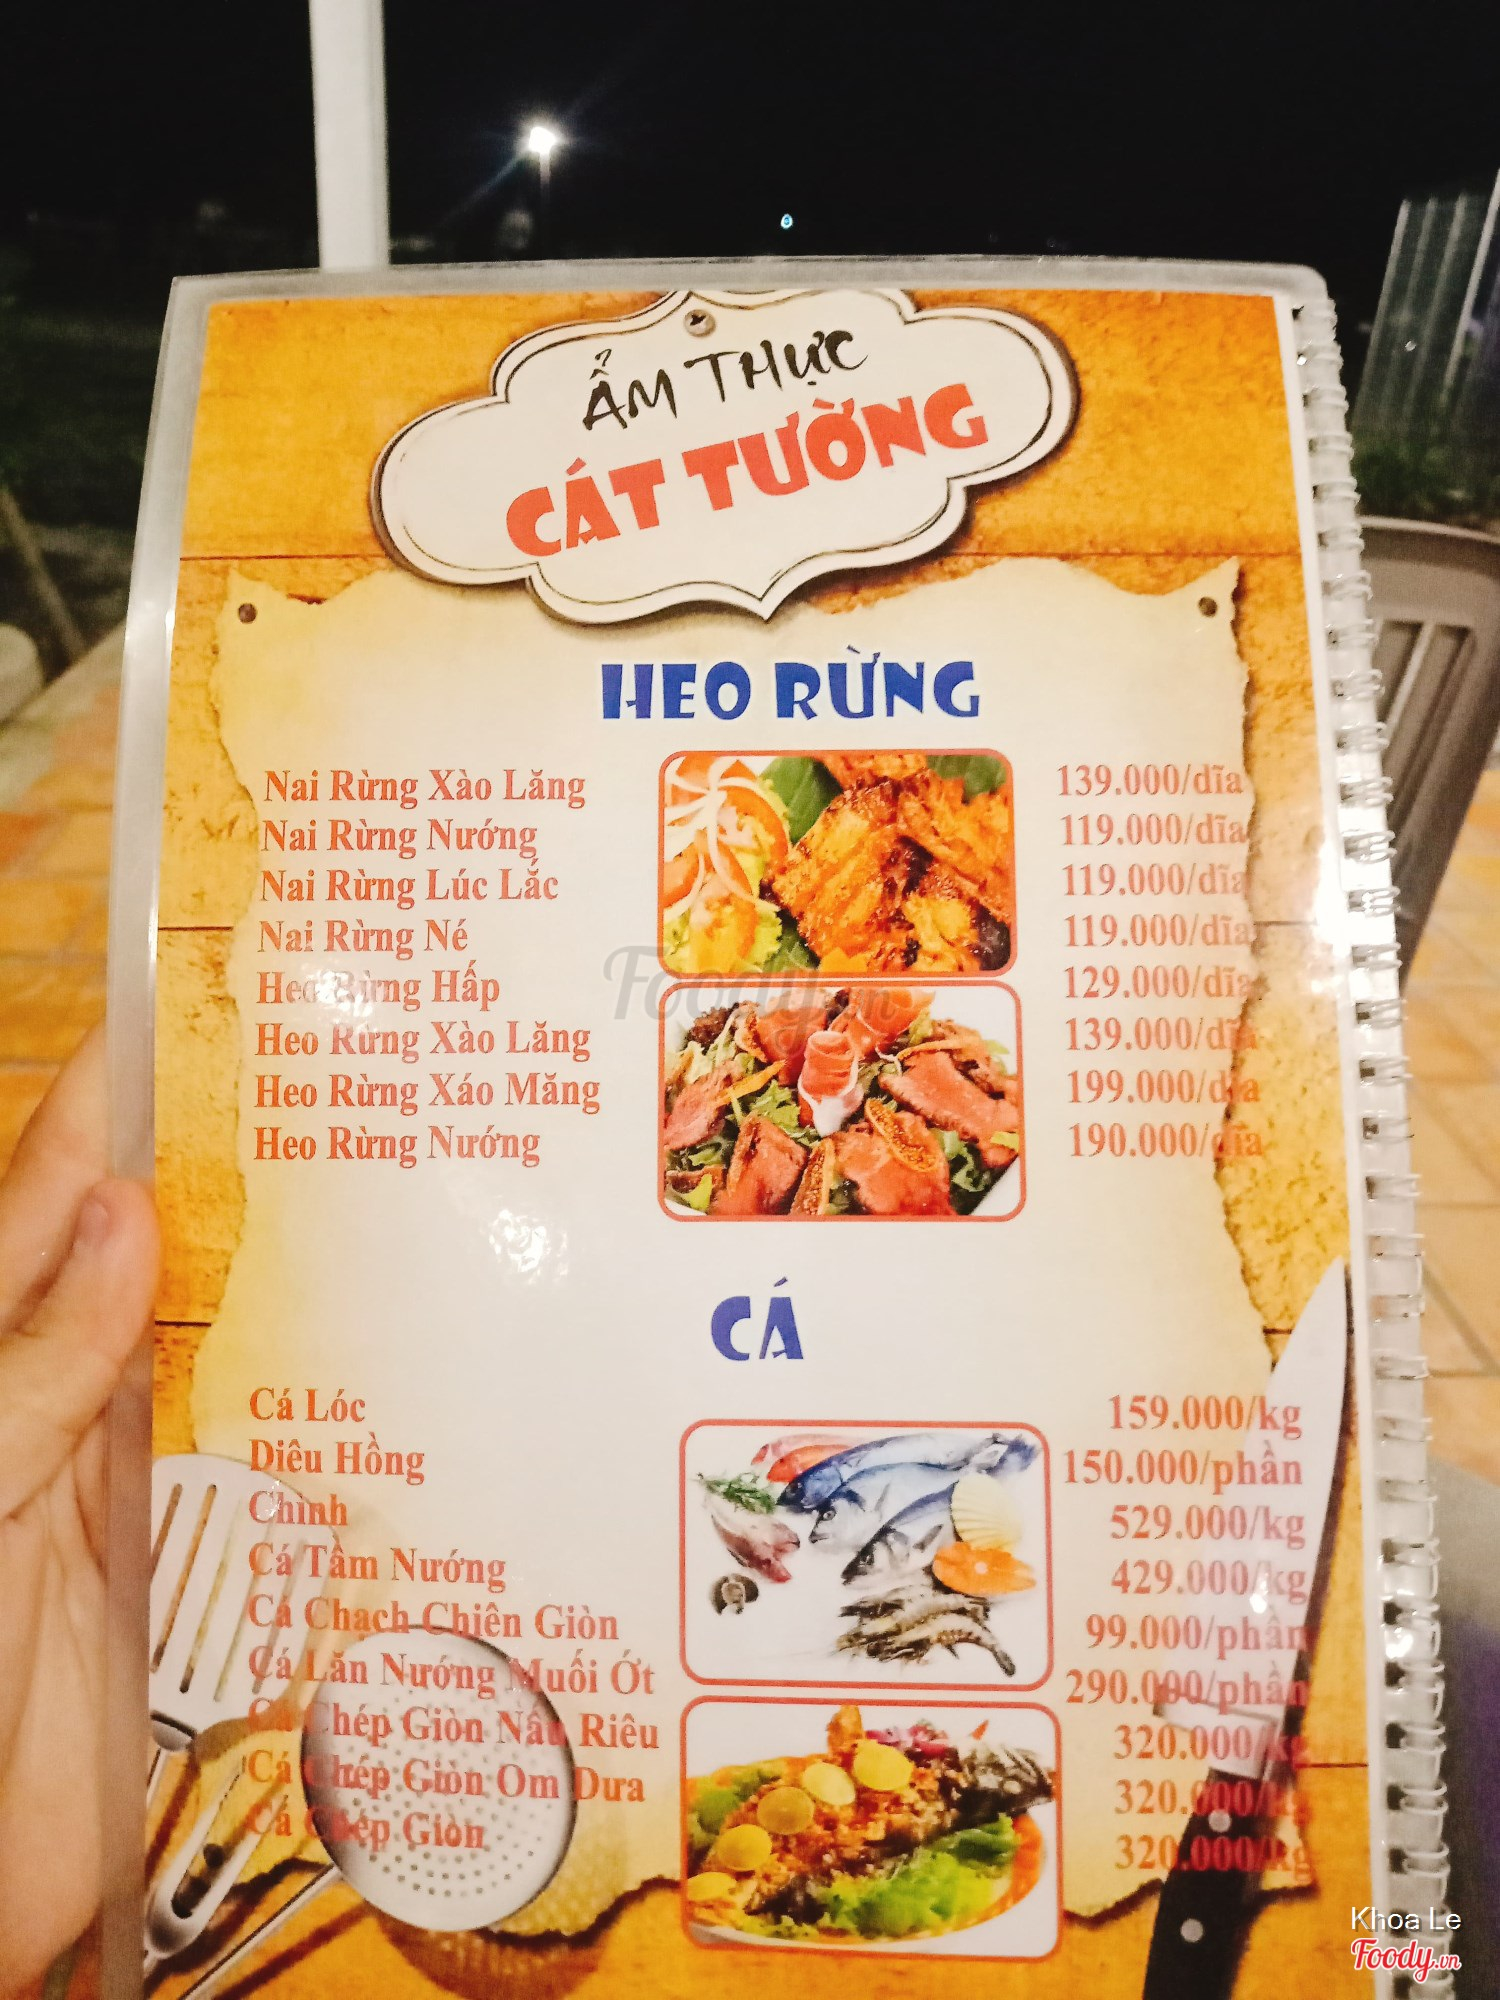 ẨM THỰC
CÁT TƯỜNG
HEO RỪNG
Nai Rừng Xào Lăng 139.000/dĩa
Nai Rừng Nướng 119.000/dĩa
Nai Rừng Lúc Lắc 119.000/dĩa
Nai Rừng Né 119.000/dĩa
Heo Rừng Hấp 129.000/dĩa
Heo Rừng Xào Lăng 139.000/dĩa
Heo Rừng Xáo Măng 199.000/dĩa
Heo Rừng Nướng 190.000/dĩa
Foody.vn
CÁ
Cá Lóc 159.000/kg
Diêu Hồng 150.000/phần
Chình 529.000/kg
Cá Tầm Nướng 429.000/kg
Cá Chạch Chiên Giòn 99.000/phần
Cá Lăn Nướng Muối Ớt 290.000/phần
Cá Chép Giòn Nấu Riêu 320.000/kg
Cá Chép Giòn Om Dưa 320.000/kg
Cá Chép Giòn 320.000/kg
Khoa Le
Foody.vn